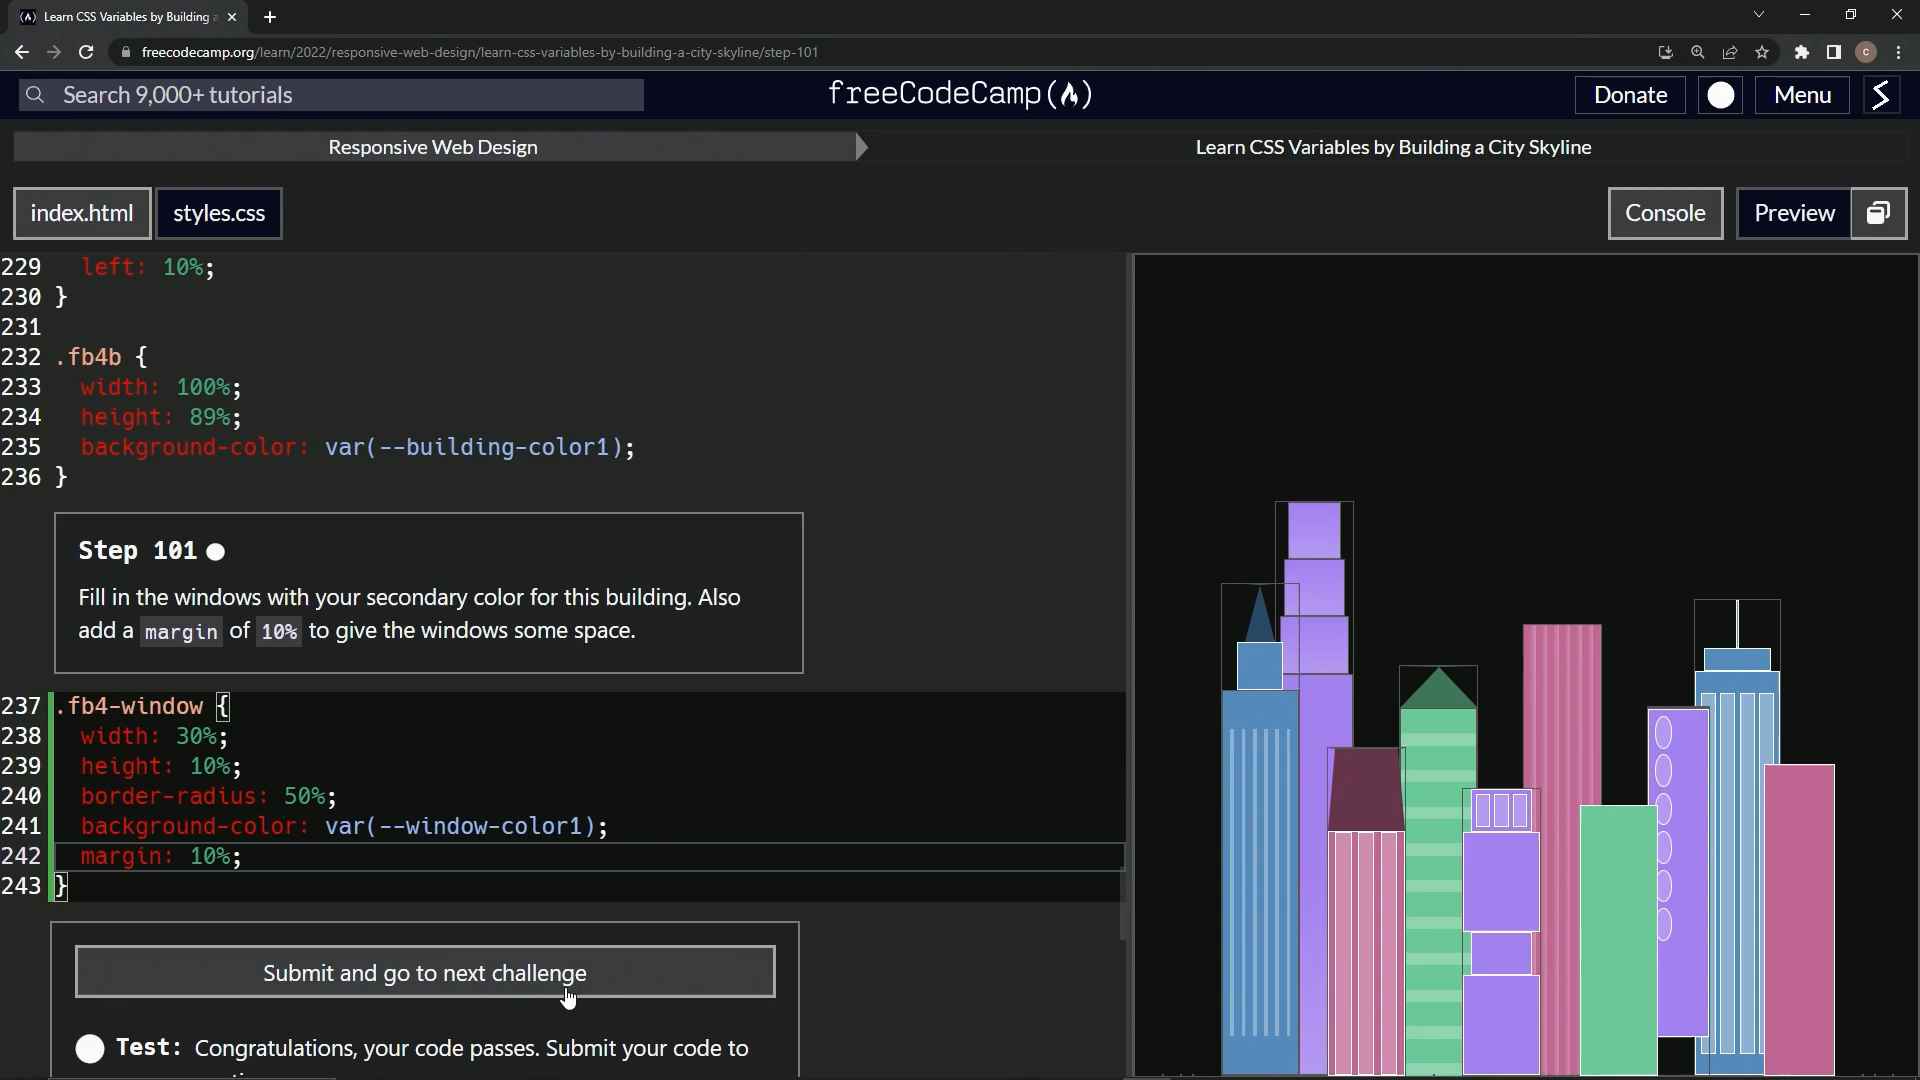 Learn CSS Variables by Building a
freecodecamp.org/learn/2022/responsive-web-design/learn-css-variables-by-building-a-city-skyline/step-101
C
Search 9,000+ tutorials
freeCodeCamp
Donate
Menu
Responsive Web Design
Learn CSS Variables by Building a City Skyline
index.html
styles.css
Console
Preview
229 left: 10%;
230 }
231
232 .fb4b {
233 width: 100%;
234 height: 89%;
235 background-color: var(--building-color1);
236 }
Step 101
Fill in the windows with your secondary color for this building. Also
add a margin of 10% to give the windows some space.
237 .fb4-window {
238 width: 30%;
239 height: 10%;
240 border-radius: 50%;
241 background-color: var(--window-color1);
242 margin: 10%;
243 }
Submit and go to next challenge
Test: Congratulations, your code passes. Submit your code to